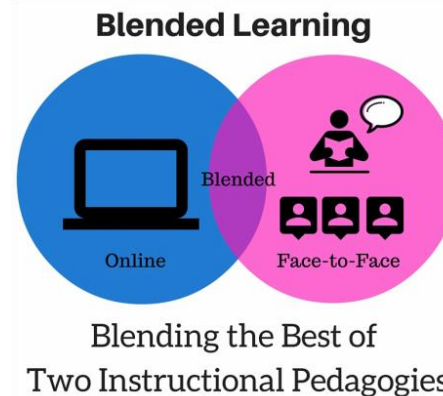 Blended Learning
Blended
Online
Face-to-Face
Blending the Best of
Two Instructional Pedagogies